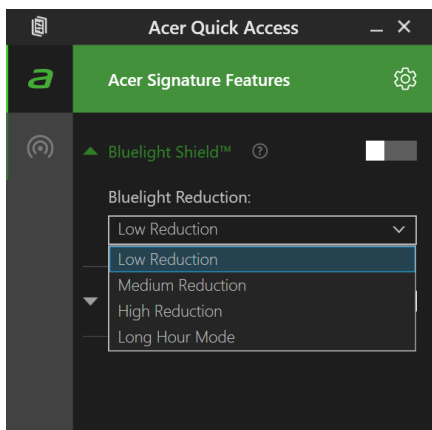 Acer Quick Access
a
Acer Signature Features
Bluelight Shield™ ?
Bluelight Reduction:
Low Reduction
Low Reduction
Medium Reduction
High Reduction
Long Hour Mode